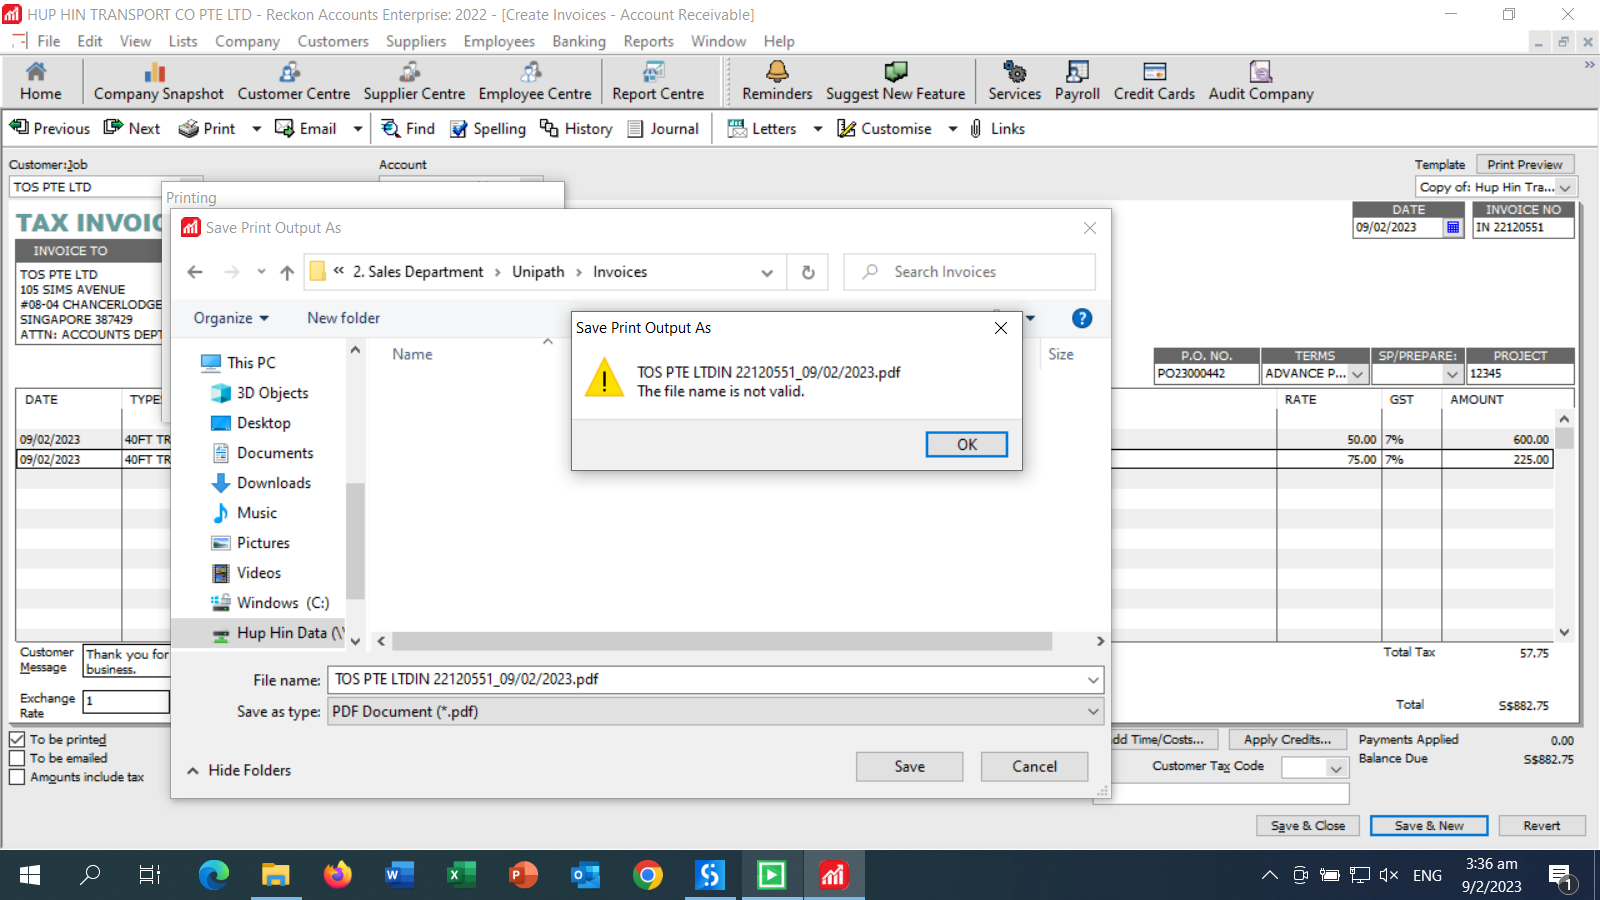 HUP HIN TRANSPORT CO PTE LTD - Reckon Accounts Enterprise: 2022 - [Create Invoices - Account Receivable]
File Edit View Lists Company Customers Suppliers Employees Banking Reports Window Help
Home Company Snapshot Customer Centre Supplier Centre Employee Centre Report Centre Reminders Suggest New Feature Services Payroll Credit Cards Audit Company
Previous Next Print Email Find Spelling History Journal Letters Customise Links
Customer:Job Account Template Print Preview
TOS PTE LTD Copy of: Hup Hin Tra...
Printing
TAX INVOIC
DATE INVOICE NO
09/02/2023 IN 22120551
Save Print Output As
INVOICE TO
TOS PTE LTD
105 SIMS AVENUE
#08-04 CHANCERLODGE
SINGAPORE 387429
ATTN: ACCOUNTS DEPT
« 2. Sales Department › Unipath › Invoices
Search Invoices
Organize New folder
Name Size
Save Print Output As
TOS PTE LTDIN 22120551_09/02/2023.pdf
The file name is not valid.
OK
P.O. NO. TERMS SP/PREPARE: PROJECT
PO23000442 ADVANCE P... 12345
DATE TYPE RATE GST AMOUNT
09/02/2023 40FT TR 50.00 7% 600.00
09/02/2023 40FT TR 75.00 7% 225.00
This PC
3D Objects
Desktop
Documents
Downloads
Music
Pictures
Videos
Windows (C:)
Hup Hin Data (\\
File name: TOS PTE LTDIN 22120551_09/02/2023.pdf
Save as type: PDF Document (*.pdf)
Hide Folders Save Cancel
Customer Message Thank you for business.
Total Tax 57.75
Exchange Rate 1
Total S$882.75
To be printed
To be emailed
Amounts include tax
dd Time/Costs... Apply Credits... Payments Applied 0.00
Customer Tax Code Balance Due S$882.75
Save & Close Save & New Revert
ENG 3:36 am
9/2/2023
1